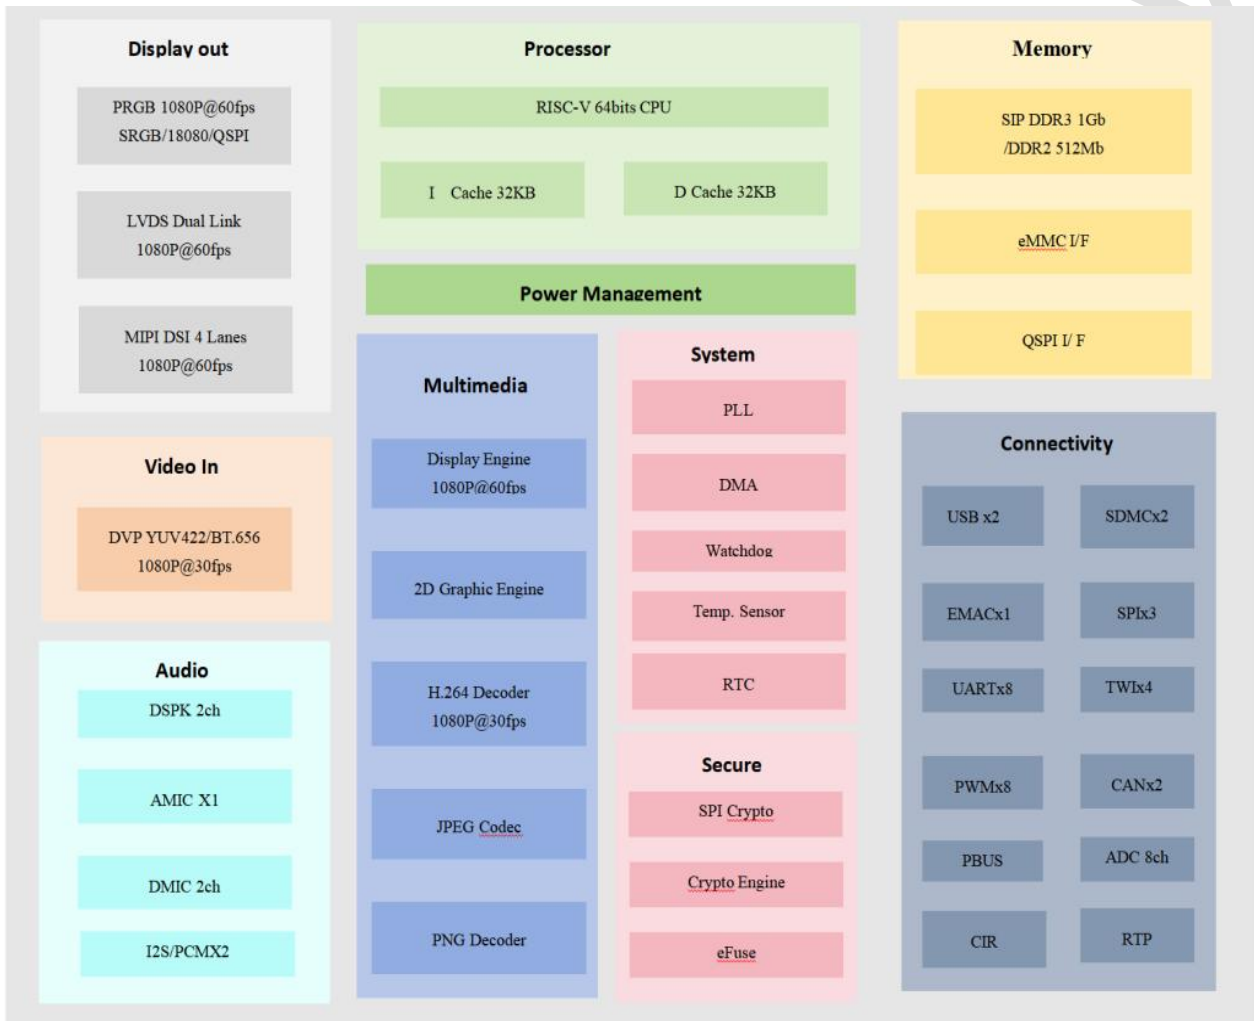 Display out
PRGB 1080P@60fps
SRGB/18080/QSPI
LVDS Dual Link
1080P@60fps
MIPI DSI 4 Lanes
1080P@60fps
Video In
DVP YUV422/BT.656
1080P@30fps
Audio
DSPK 2ch
AMIC X1
DMIC 2ch
I2S/PCMX2
Processor
RISC-V 64bits CPU
I Cache 32KB
D Cache 32KB
Power Management
Multimedia
Display Engine
1080P@60fps
2D Graphic Engine
H.264 Decoder
1080P@30fps
JPEG Codec
PNG Decoder
System
PLL
DMA
Watchdog
Temp. Sensor
RTC
Secure
SPI Crypto
Crypto Engine
eFuse
Memory
SIP DDR3 1Gb
/DDR2 512Mb
eMMC I/F
QSPI I/ F
Connectivity
USB x2
SDMCx2
EMACx1
SPIx3
UARTx8
TWIx4
PWMx8
CANx2
PBUS
ADC 8ch
CIR
RTP